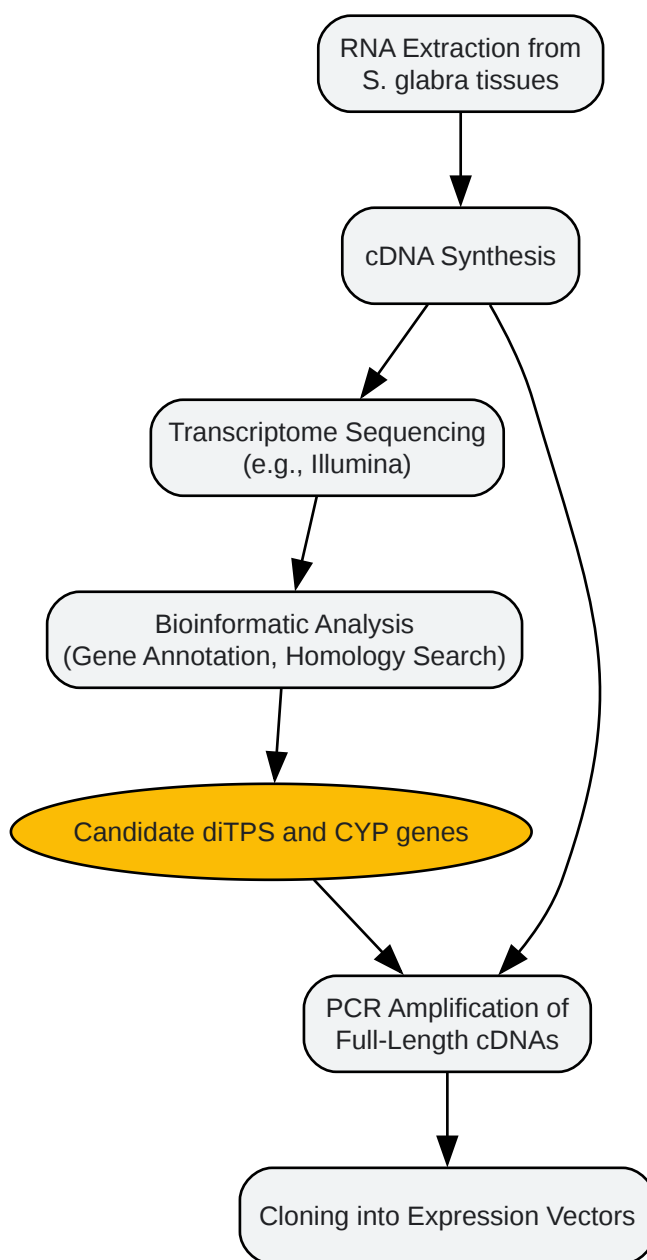 RNA Extraction from
S. glabra tissues
cDNA Synthesis
Transcriptome Sequencing
(e.g., Illumina)
Bioinformatic Analysis
(Gene Annotation, Homology Search)
Candidate diTPS and CYP genes
PCR Amplification of
Full-Length cDNAs
Cloning into Expression Vectors